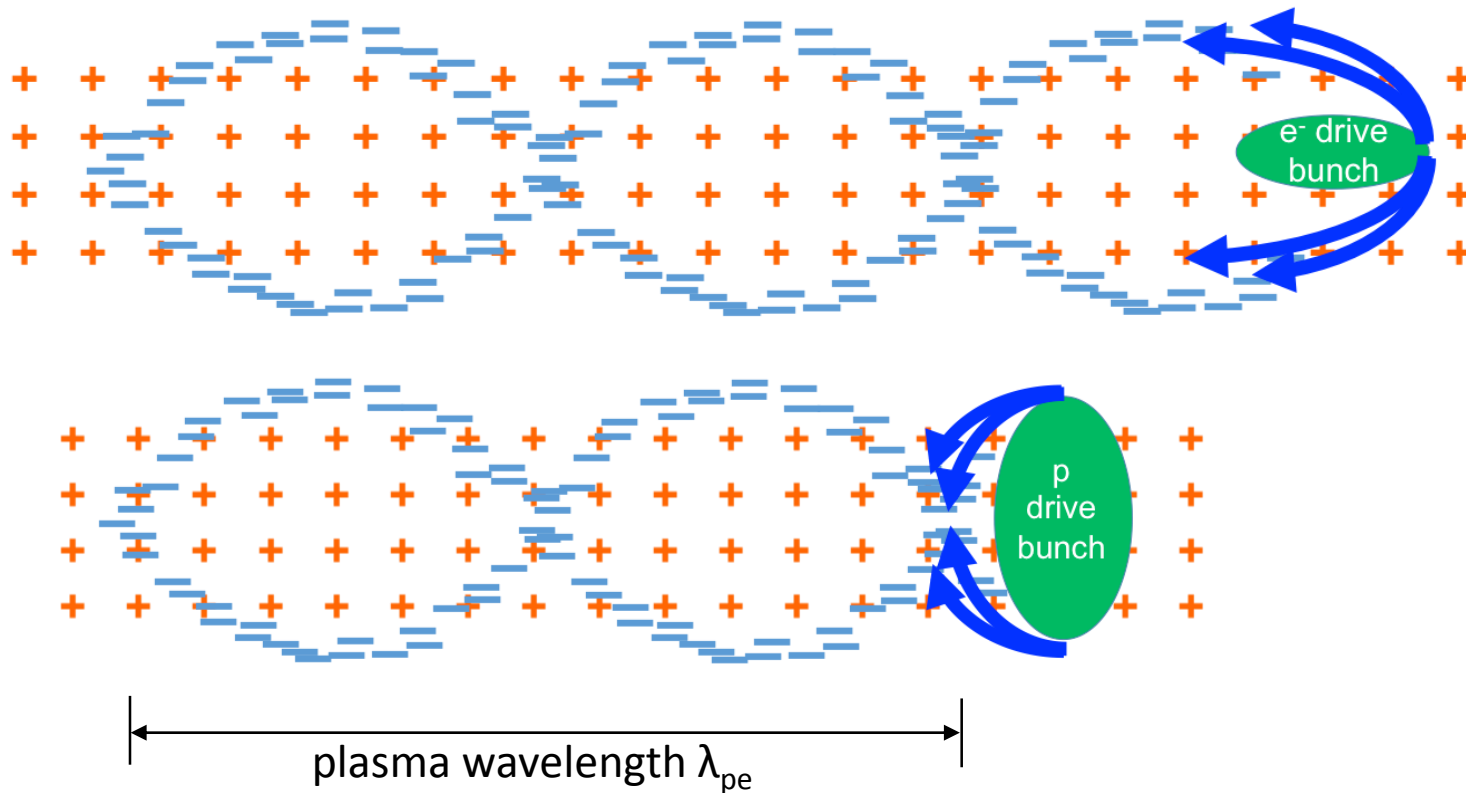 e- drive
bunch
p
drive
bunch
plasma wavelength λpe